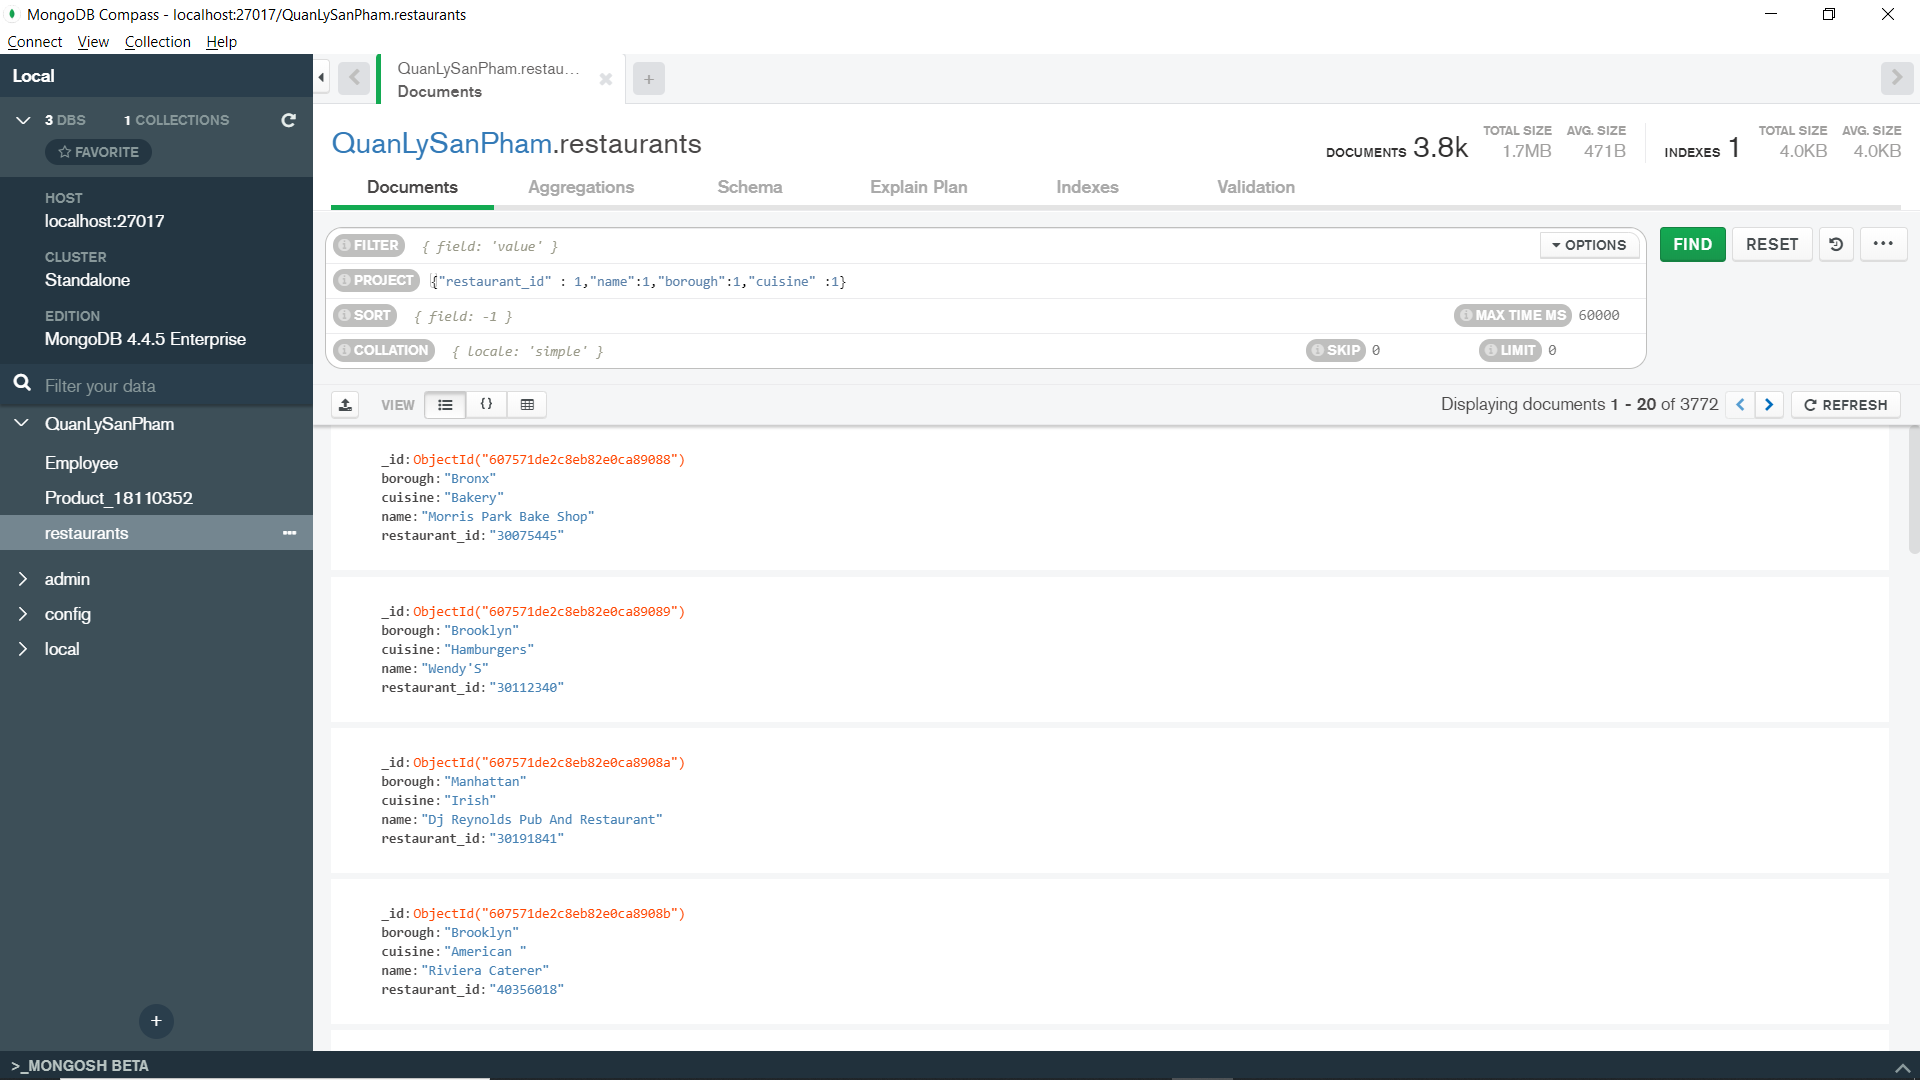 MongoDB Compass - localhost:27017/QuanLySanPham.restaurants
Connect View Collection Help
Local
3 DBS 1 COLLECTIONS
FAVORITE
HOST
localhost:27017
CLUSTER
Standalone
EDITION
MongoDB 4.4.5 Enterprise
Filter your data
QuanLySanPham
Employee
Product_18110352
restaurants
admin
config
local
QuanLySanPham.restau...
Documents
QuanLySanPham.restaurants
DOCUMENTS 3.8k TOTAL SIZE 1.7MB AVG. SIZE 471B INDEXES 1 TOTAL SIZE 4.0KB AVG. SIZE 4.0KB
Documents Aggregations Schema Explain Plan Indexes Validation
FILTER { field: 'value' } OPTIONS FIND RESET
PROJECT {"restaurant_id" : 1,"name":1,"borough":1,"cuisine" :1}
SORT { field: -1 } MAX TIME MS 60000
COLLATION { locale: 'simple' } SKIP 0 LIMIT 0
VIEW { } Displaying documents 1 - 20 of 3772 REFRESH
_id:ObjectId("607571de2c8eb82e0ca89088")
borough:"Bronx"
cuisine:"Bakery"
name:"Morris Park Bake Shop"
restaurant_id:"30075445"
_id:ObjectId("607571de2c8eb82e0ca89089")
borough:"Brooklyn"
cuisine:"Hamburgers"
name:"Wendy'S"
restaurant_id:"30112340"
_id:ObjectId("607571de2c8eb82e0ca8908a")
borough:"Manhattan"
cuisine:"Irish"
name:"Dj Reynolds Pub And Restaurant"
restaurant_id:"30191841"
_id:ObjectId("607571de2c8eb82e0ca8908b")
borough:"Brooklyn"
cuisine:"American "
name:"Riviera Caterer"
restaurant_id:"40356018"
>_MONGOSH BETA